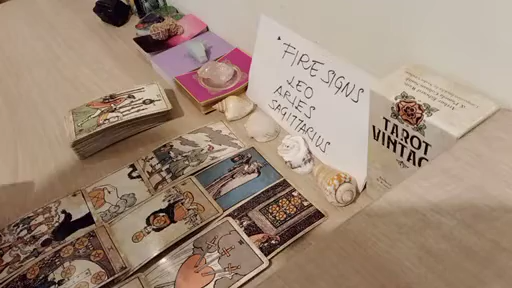 FIRE SIGNS
LEO
ARIES
SAGITTARIUS
TAROT
VINTAG